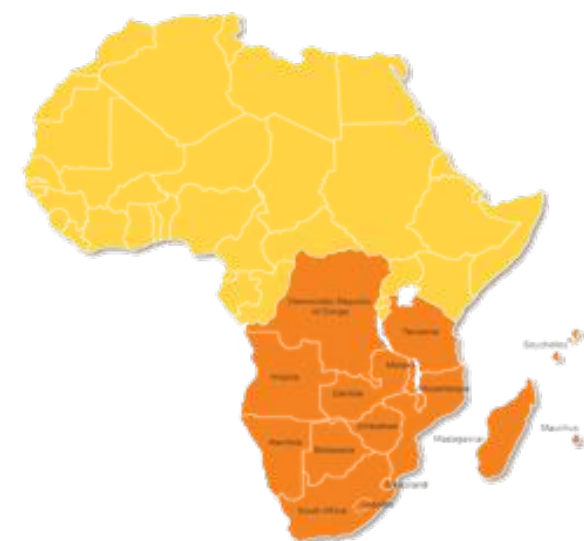 Democratic Republic
of Congo
Tanzania
Seychelles
Angola
Malawi
Zambia
Mozambique
Mauritius
Zimbabwe
Madagascar
Namibia
Botswana
Swaziland
South Africa
Lesotho